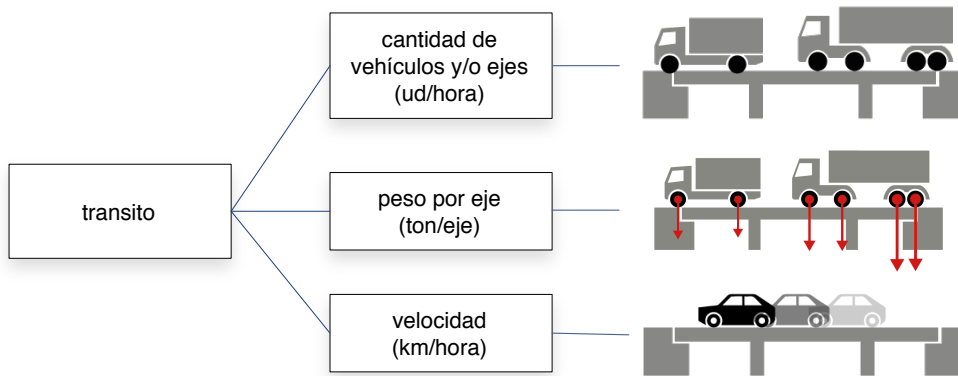 transito
cantidad de
vehículos y/o ejes
(ud/hora)
peso por eje
(ton/eje)
velocidad
(km/hora)